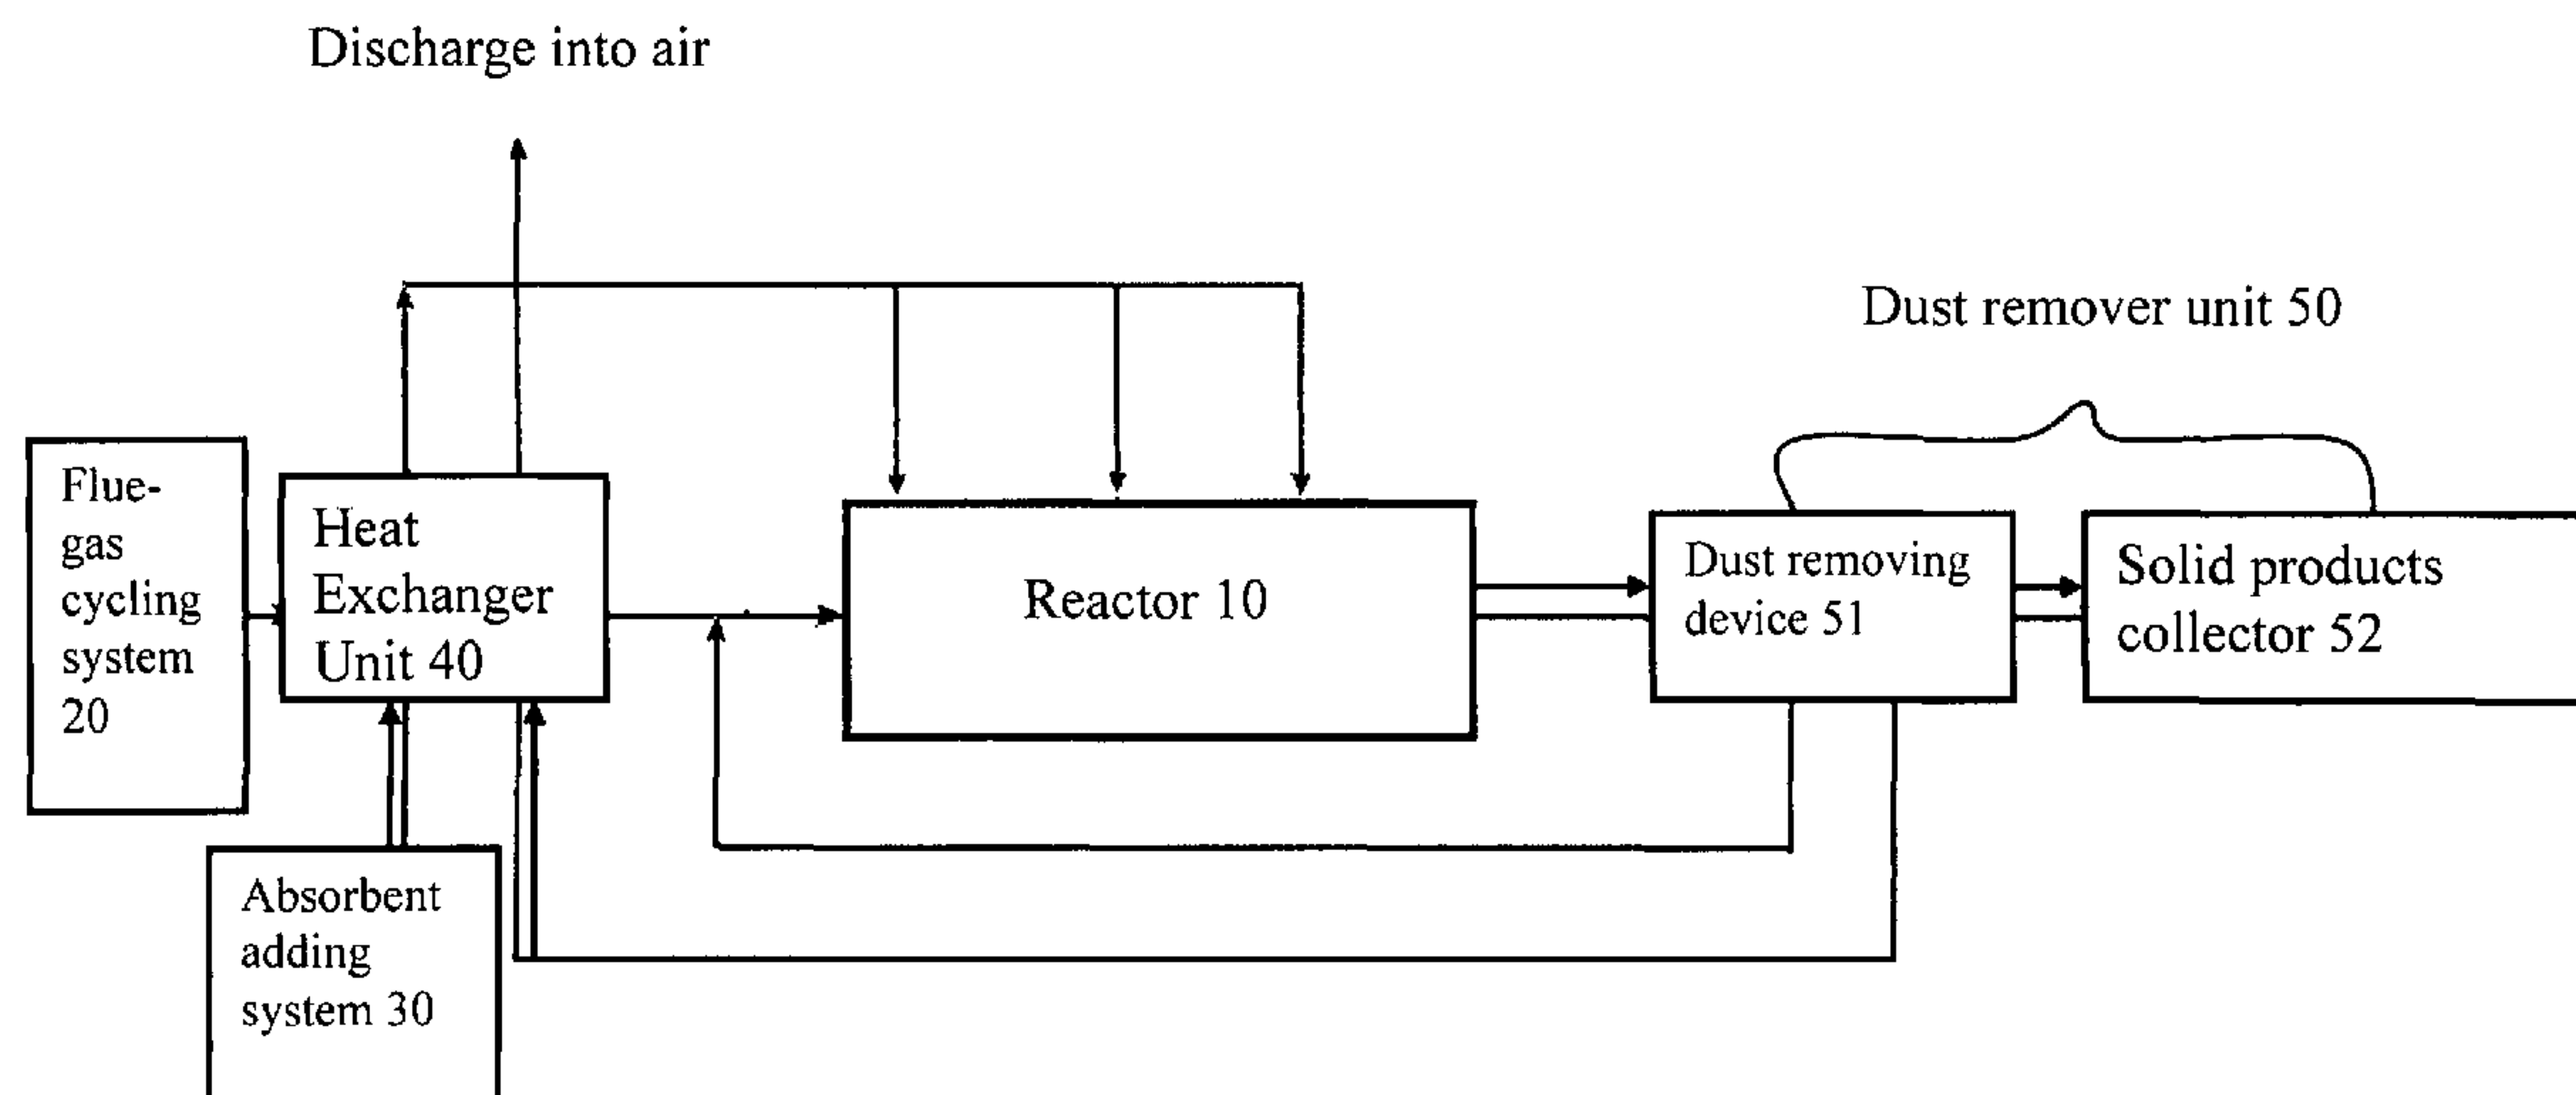 Discharge into air
Dust remover unit 50
Flue-
gas
cycling
system
20
Heat
Exchanger
Unit 40
Reactor 10
Dust removing
device 51
Solid products
collector 52
Absorbent
adding
system 30